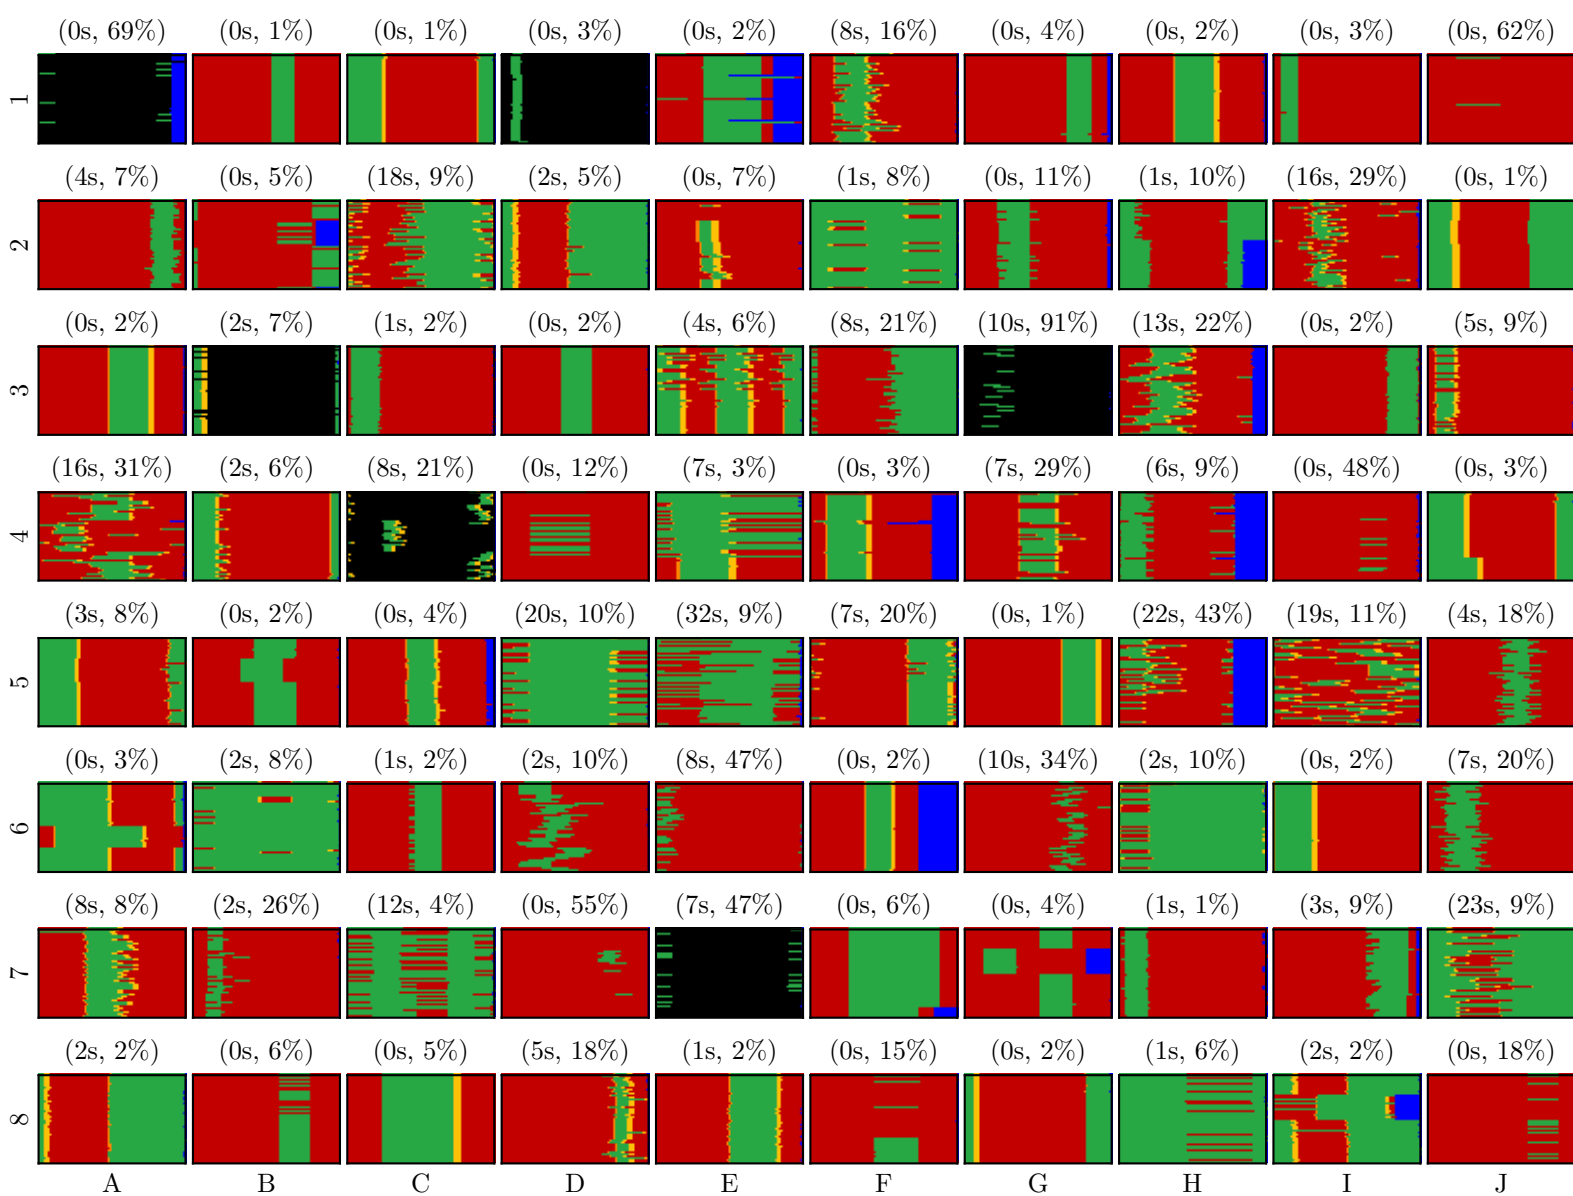 (0s, 69%) (0s, 1%) (0s, 1%) (0s, 3%) (0s, 2%) (8s, 16%) (0s, 4%) (0s, 2%) (0s, 3%) (0s, 62%)
1
(4s, 7%) (0s, 5%) (18s, 9%) (2s, 5%) (0s, 7%) (1s, 8%) (0s, 11%) (1s, 10%) (16s, 29%) (0s, 1%)
2
(0s, 2%) (2s, 7%) (1s, 2%) (0s, 2%) (4s, 6%) (8s, 21%) (10s, 91%) (13s, 22%) (0s, 2%) (5s, 9%)
3
(16s, 31%) (2s, 6%) (8s, 21%) (0s, 12%) (7s, 3%) (0s, 3%) (7s, 29%) (6s, 9%) (0s, 48%) (0s, 3%)
4
(3s, 8%) (0s, 2%) (0s, 4%) (20s, 10%) (32s, 9%) (7s, 20%) (0s, 1%) (22s, 43%) (19s, 11%) (4s, 18%)
5
(0s, 3%) (2s, 8%) (1s, 2%) (2s, 10%) (8s, 47%) (0s, 2%) (10s, 34%) (2s, 10%) (0s, 2%) (7s, 20%)
6
(8s, 8%) (2s, 26%) (12s, 4%) (0s, 55%) (7s, 47%) (0s, 6%) (0s, 4%) (1s, 1%) (3s, 9%) (23s, 9%)
7
(2s, 2%) (0s, 6%) (0s, 5%) (5s, 18%) (1s, 2%) (0s, 15%) (0s, 2%) (1s, 6%) (2s, 2%) (0s, 18%)
8
A B C D E F G H I J